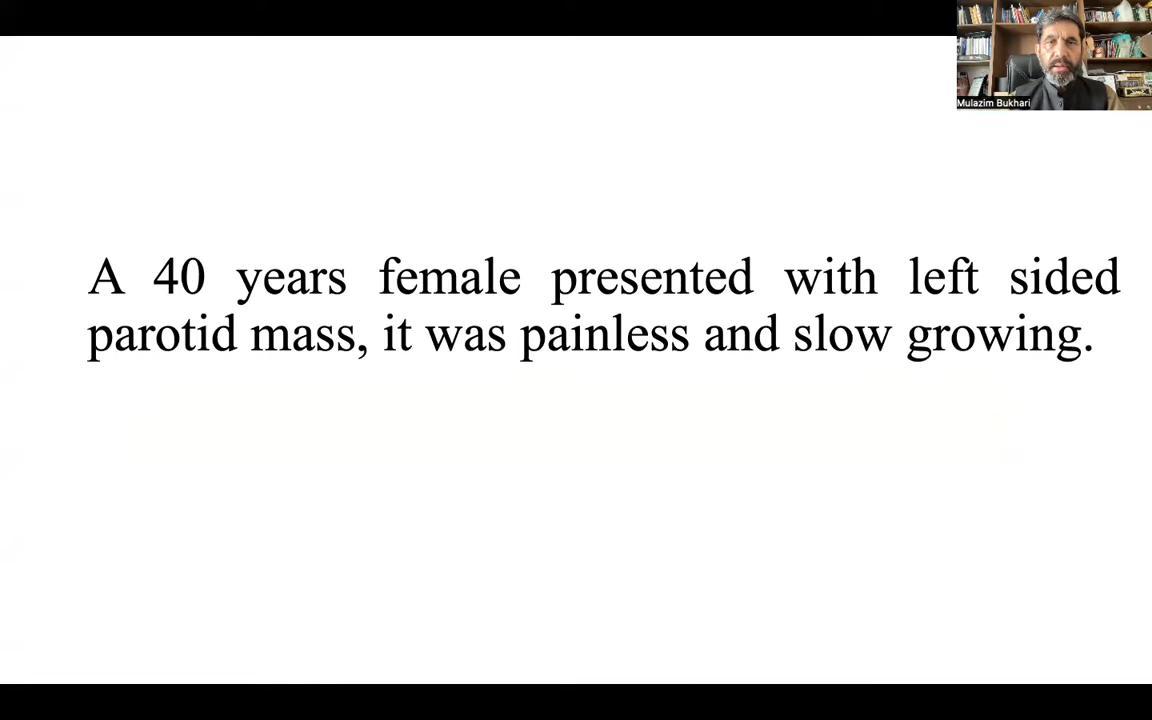 Mulazim Bukhari
A 40 years female presented with left sided
parotid mass, it was painless and slow growing.